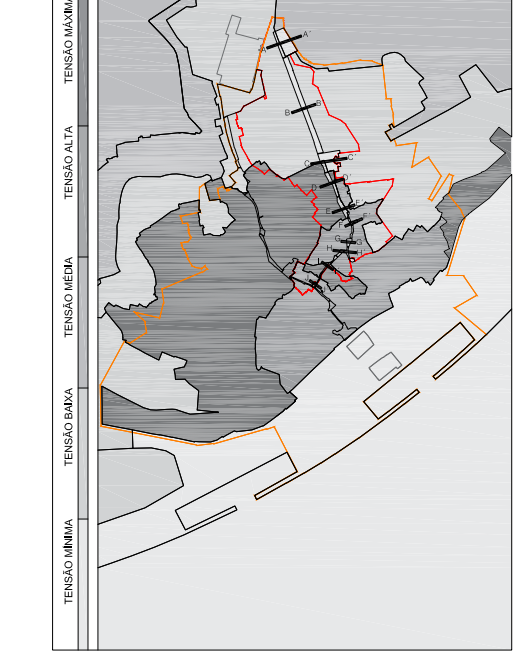 TENSÃO MÁXIMA
TENSÃO ALTA
TENSÃO MÉDIA
TENSÃO BAIXA
TENSÃO MÍNIMA
A A'
B B'
C C'
D D'
E E'
F F'
G G'
H H'
I
J